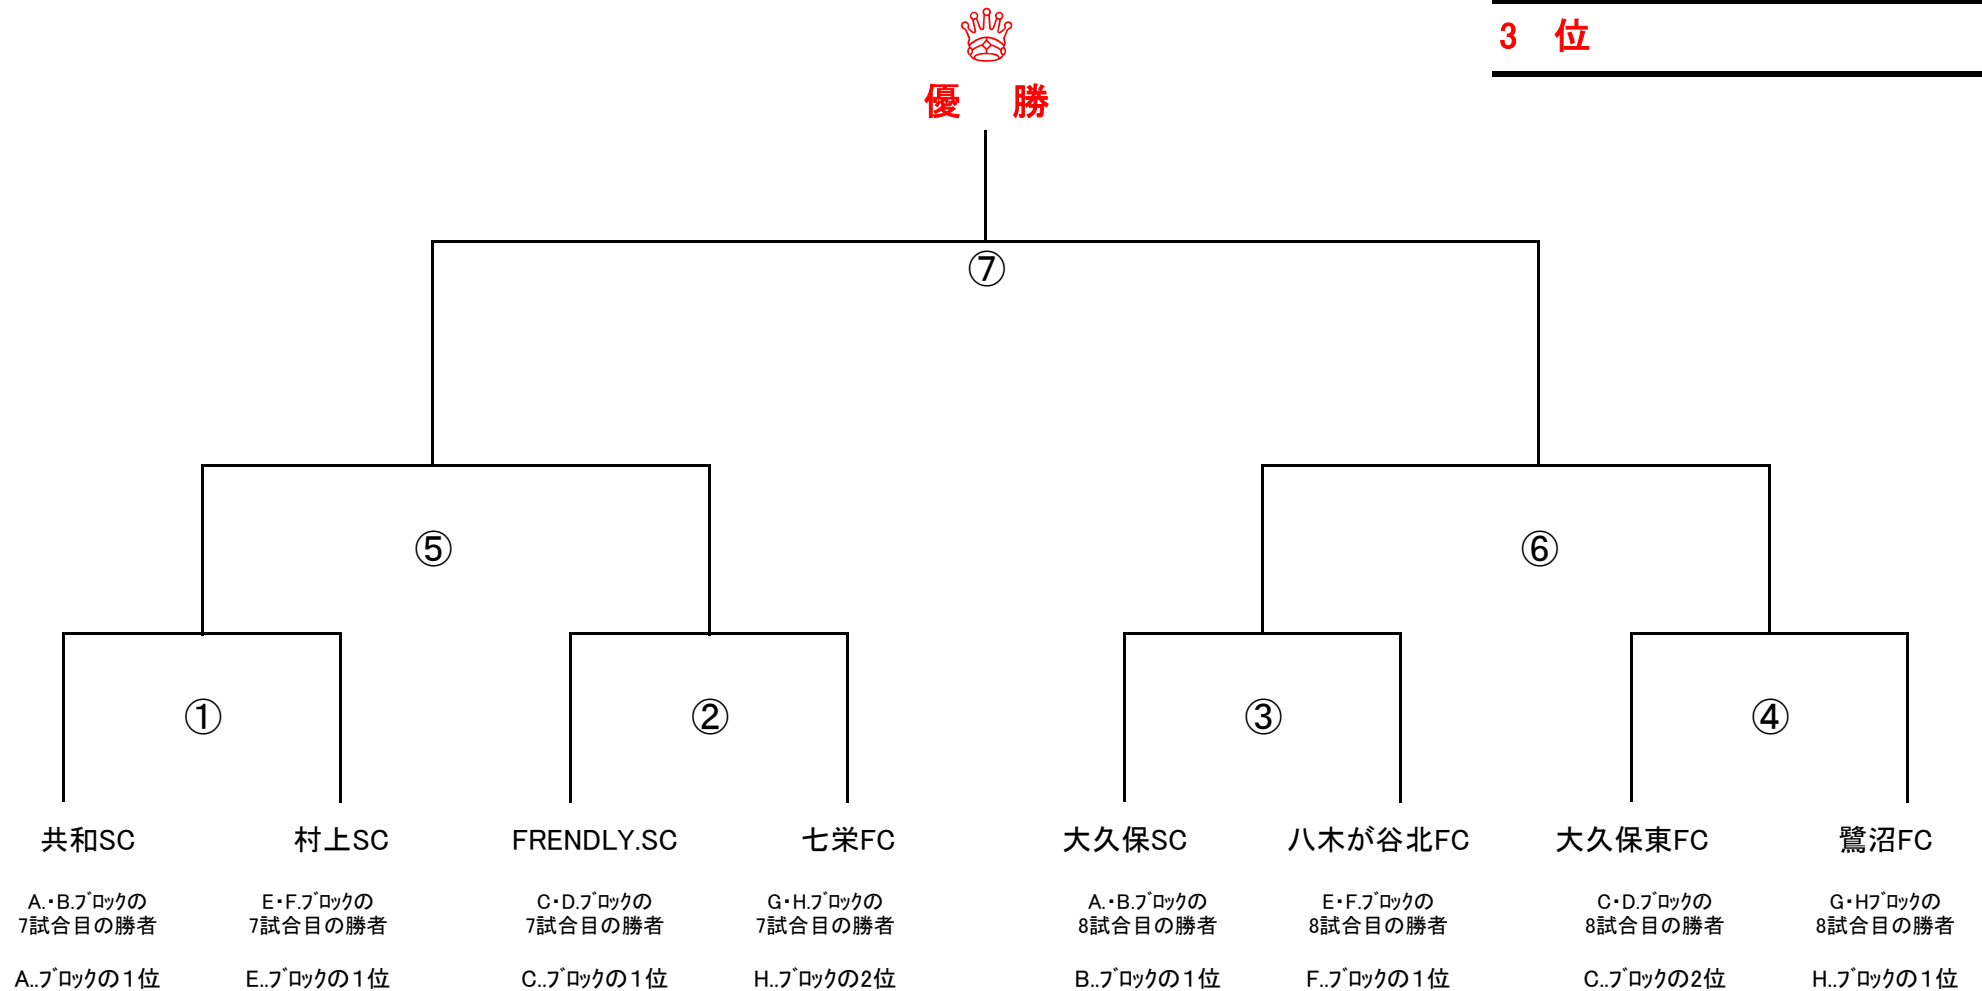 3　位
優　勝
⑦
⑤
⑥
①
②
③
④
共和SC
村上SC
FRENDLY.SC
七栄FC
大久保SC
八木が谷北FC
大久保東FC
鷺沼FC
A.・B.ﾌﾞﾛｯｸの
7試合目の勝者
E・F.ﾌﾞﾛｯｸの
7試合目の勝者
C・D.ﾌﾞﾛｯｸの
7試合目の勝者
G・H.ﾌﾞﾛｯｸの
7試合目の勝者
A.・B.ﾌﾞﾛｯｸの
8試合目の勝者
E・F.ﾌﾞﾛｯｸの
8試合目の勝者
C・D.ﾌﾞﾛｯｸの
8試合目の勝者
G・Hﾌﾞﾛｯｸの
8試合目の勝者
A..ﾌﾞﾛｯｸの１位
E..ﾌﾞﾛｯｸの１位
C..ﾌﾞﾛｯｸの１位
H..ﾌﾞﾛｯｸの2位
B..ﾌﾞﾛｯｸの１位
F..ﾌﾞﾛｯｸの１位
C..ﾌﾞﾛｯｸの2位
H..ﾌﾞﾛｯｸの１位